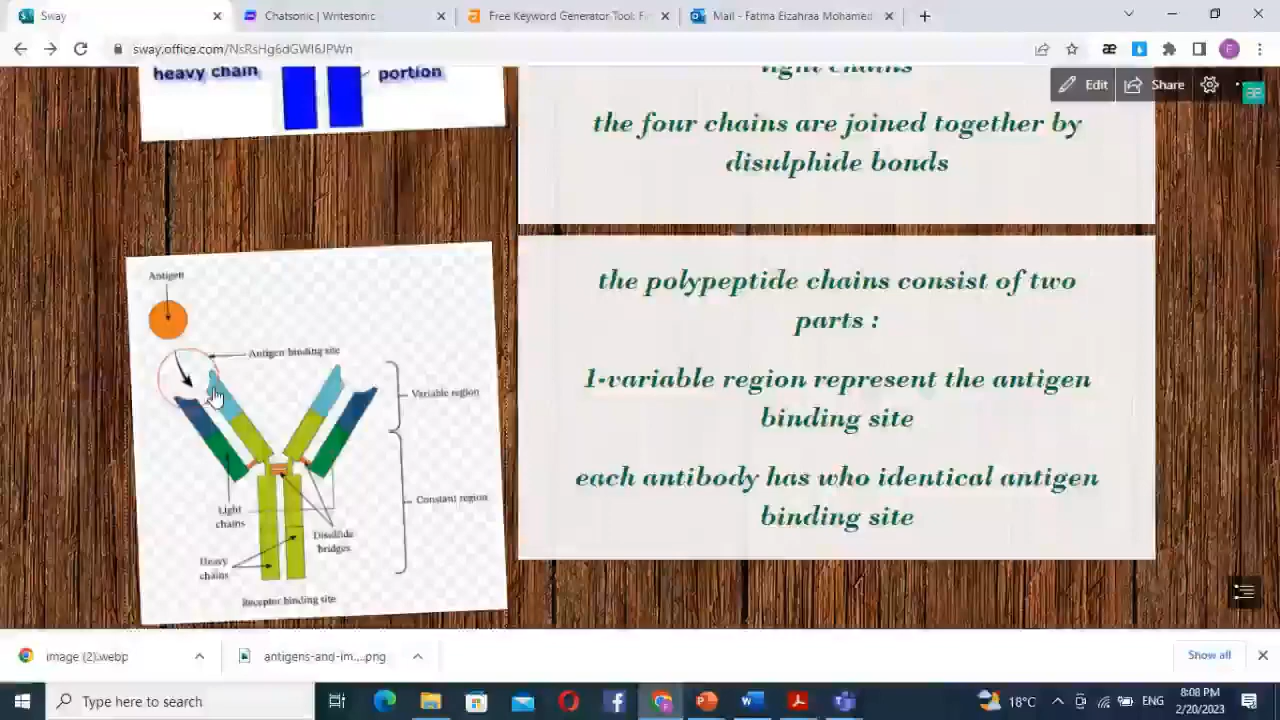 Sway
Chatsonic | Writesonic
Free Keyword Generator Tool: Fi
Mail - Fatma Elzahraa Mohamed
sway.office.com/NsRsHg6dGWI6JPWn
æ
F
Edit
Share
heavy chain
portion
light chains
the four chains are joined together by
disulphide bonds
Antigen
Antigen binding site
Variable region
Constant region
Light
chains
Disulfide
bridges
Heavy
chains
Receptor binding site
the polypeptide chains consist of two
parts :
1-variable region represent the antigen
binding site
each antibody has who identical antigen
binding site
image (2).webp
antigens-and-im....png
Show all
Type here to search
18°C
ENG
8:08 PM
2/20/2023